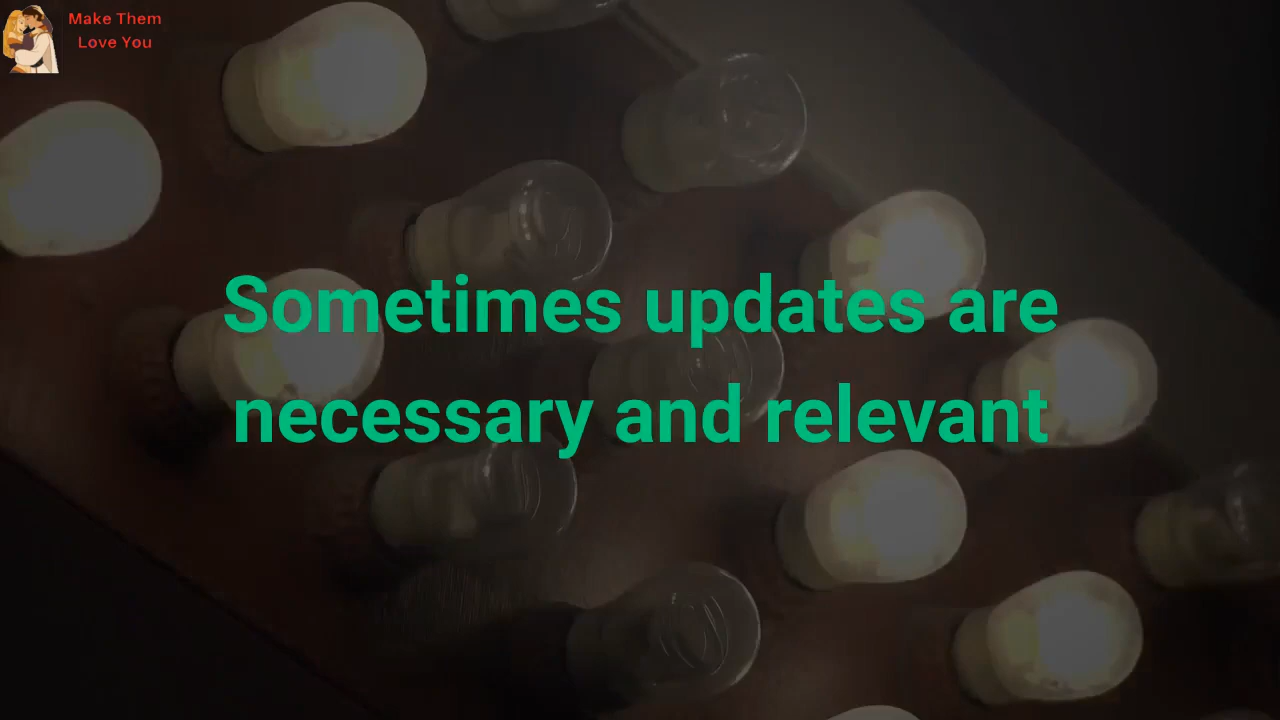 Make Them
Love You
Sometimes updates are
necessary and relevant